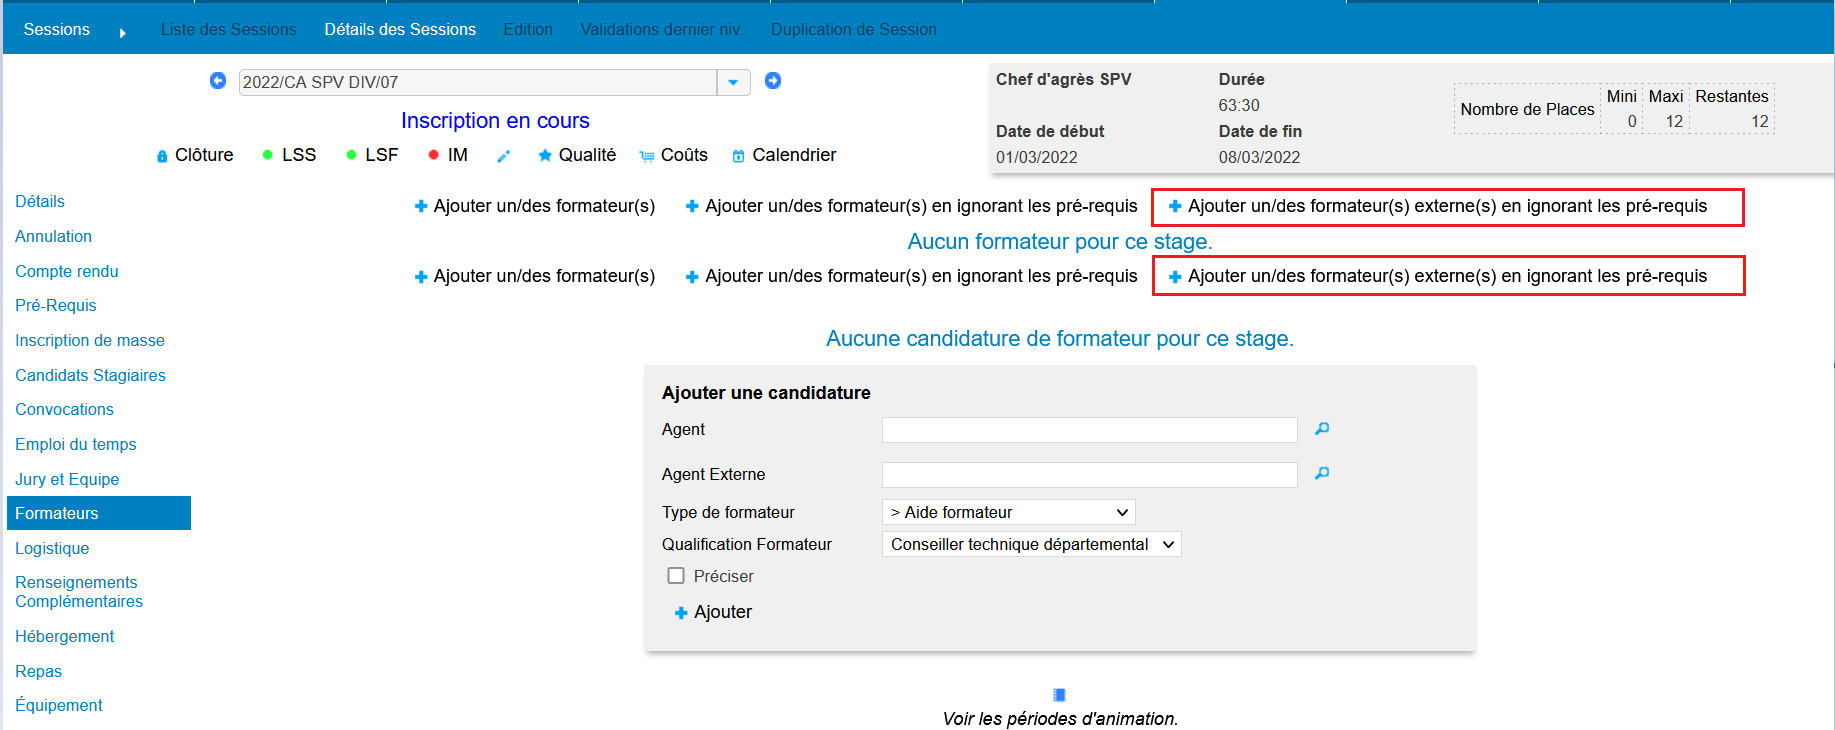 Sessions Liste des Sessions Détails des Sessions Edition Validations dernier niv. Duplication de Session
2022/CA SPV DIV/07
Inscription en cours
Clôture LSS LSF IM Qualité Coûts Calendrier
Chef d'agrès SPV Durée
63:30
Date de début Date de fin
01/03/2022 08/03/2022
Nombre de Places Mini Maxi Restantes
0 12 12
Détails
Annulation
Compte rendu
Pré-Requis
Inscription de masse
Candidats Stagiaires
Convocations
Emploi du temps
Jury et Equipe
Formateurs
Logistique
Renseignements
Complémentaires
Hébergement
Repas
Équipement
Ajouter un/des formateur(s) Ajouter un/des formateur(s) en ignorant les pré-requis Ajouter un/des formateur(s) externe(s) en ignorant les pré-requis
Aucun formateur pour ce stage.
Ajouter un/des formateur(s) Ajouter un/des formateur(s) en ignorant les pré-requis Ajouter un/des formateur(s) externe(s) en ignorant les pré-requis
Aucune candidature de formateur pour ce stage.
Ajouter une candidature
Agent
Agent Externe
Type de formateur > Aide formateur
Qualification Formateur Conseiller technique départemental
Préciser
Ajouter
Voir les périodes d'animation.